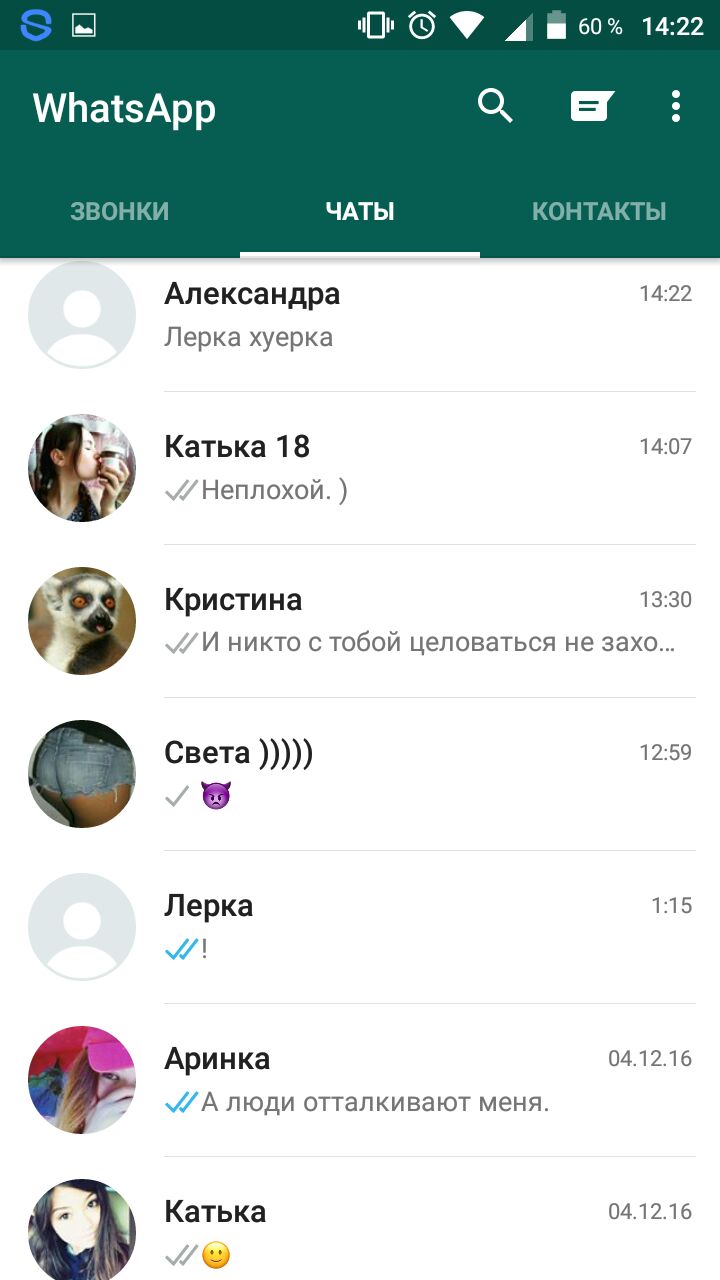 60 % 14:22
WhatsApp
ЗВОНКИ ЧАТЫ КОНТАКТЫ
Александра 14:22
Лерка хуерка
Катька 18 14:07
Неплохой. )
Кристина 13:30
И никто с тобой целоваться не захо...
Света ))))) 12:59
👿
Лерка 1:15
!
Аринка 04.12.16
А люди отталкивают меня.
Катька 04.12.16
🙂